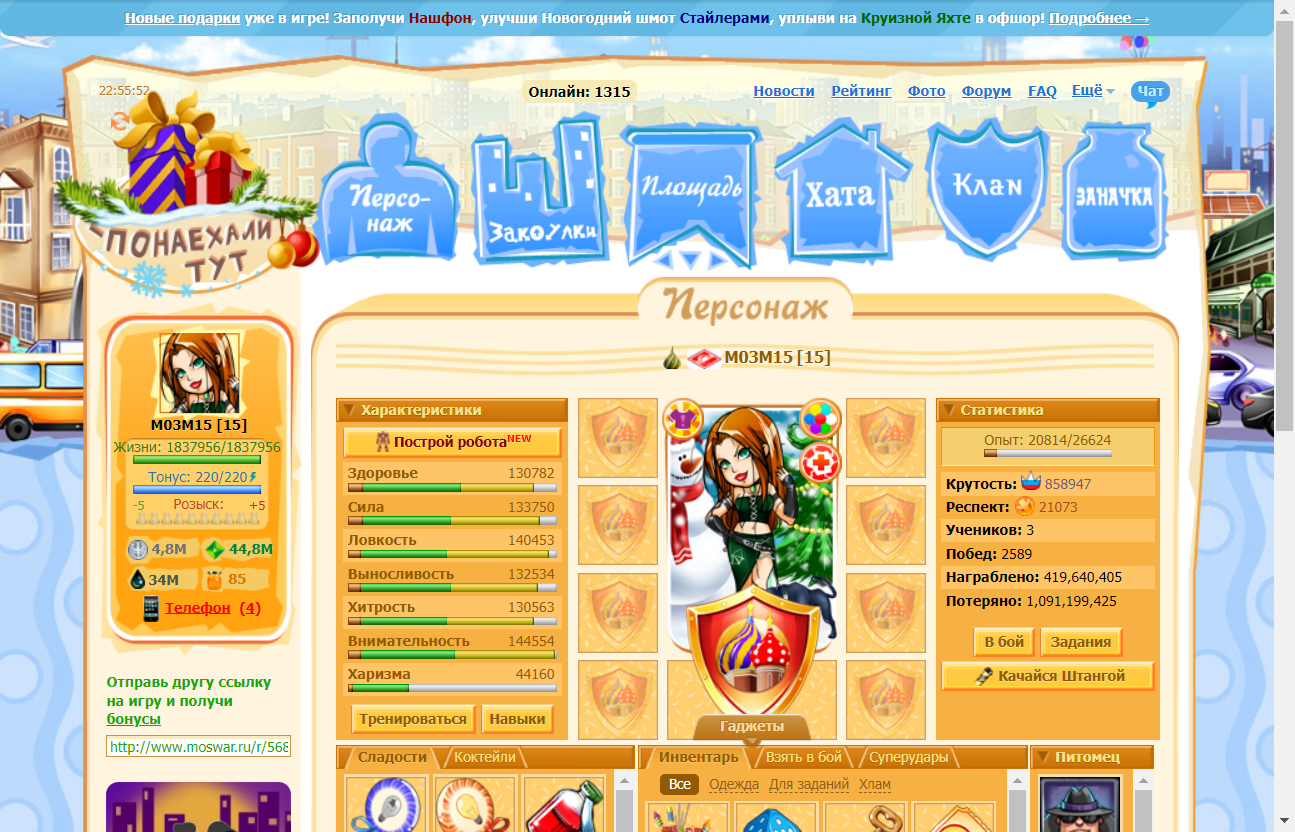 Новые подарки уже в игре! Заполучи Нашфон, улучши Новогодний шмот Стайлерами, уплыви на Круизной Яхте в офшор! Подробнее →
22:55:52
Онлайн: 1315
Новости Рейтинг Фото Форум FAQ Ещё Чат
ПОНАЕХАЛИ
ТУТ
Персо-
наж
Закоулки
Площадь
Хата
Клан
ЗАНАЧКА
Персонаж
M03M15 [15]
M03M15 [15]
Жизни: 1837956/1837956
Тонус: 220/220
-5 Розыск: +5
4,8M 44,8M
34M 85
Телефон (4)
Отправь другу ссылку
на игру и получи
бонусы
http://www.moswar.ru/r/568
Характеристики
Построй робота NEW
Здоровье 130782
Сила 133750
Ловкость 140453
Выносливость 132534
Хитрость 130563
Внимательность 144554
Харизма 44160
Тренироваться Навыки
Гаджеты
Статистика
Опыт: 20814/26624
Крутость: 858947
Респект: 21073
Учеников: 3
Побед: 2589
Награблено: 419,640,405
Потеряно: 1,091,199,425
В бой Задания
Качайся Штангой
Сладости Коктейли
Инвентарь Взять в бой Суперудары
Питомец
Все Одежда Для заданий Хлам